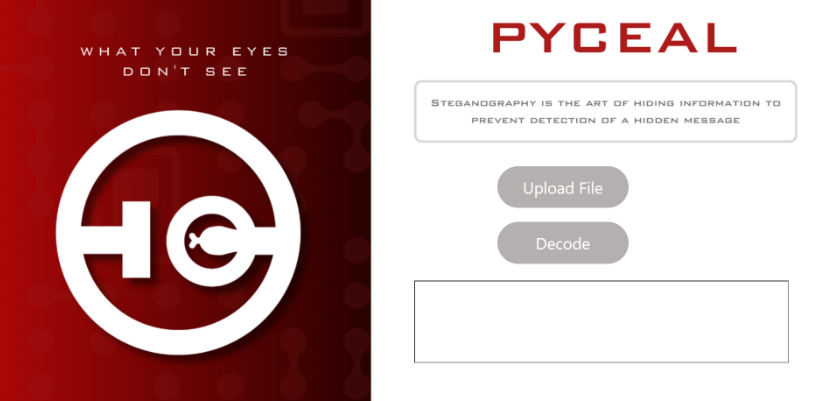 WHAT YOUR EYES
DON'T SEE
PYCEAL
STEGANOGRAPHY IS THE ART OF HIDING INFORMATION TO
PREVENT DETECTION OF A HIDDEN MESSAGE
Upload File
Decode